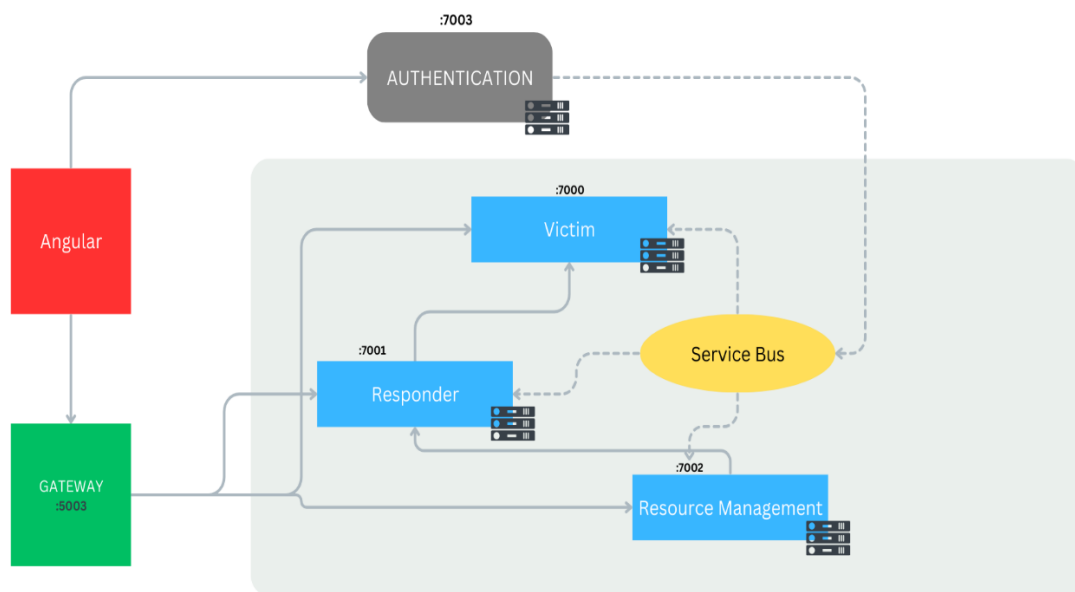 :7003
AUTHENTICATION
Angular
:7000
Victim
Service Bus
:7001
Responder
:7002
GATEWAY
:5003
Resource Management